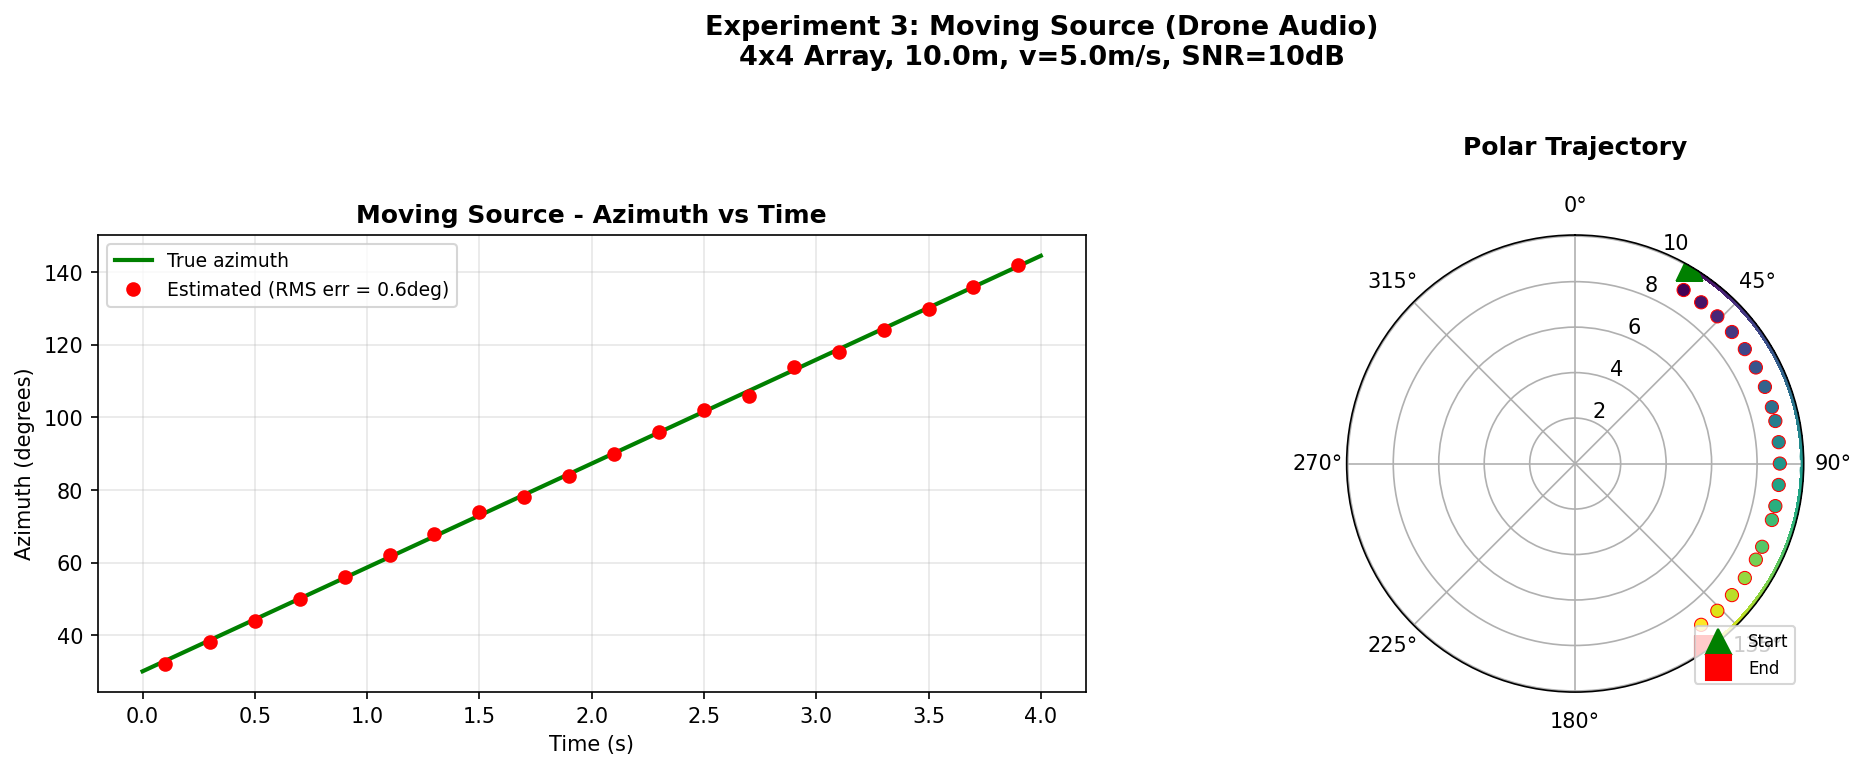 Experiment 3: Moving Source (Drone Audio)
4x4 Array, 10.0m, v=5.0m/s, SNR=10dB
Moving Source - Azimuth vs Time
True azimuth
Estimated (RMS err = 0.6deg)
Azimuth (degrees)
140
120
100
80
60
40
0.0
0.5
1.0
1.5
2.0
2.5
3.0
3.5
4.0
Time (s)
Polar Trajectory
0°
45°
90°
135°
180°
225°
270°
315°
10
8
6
4
2
Start
End